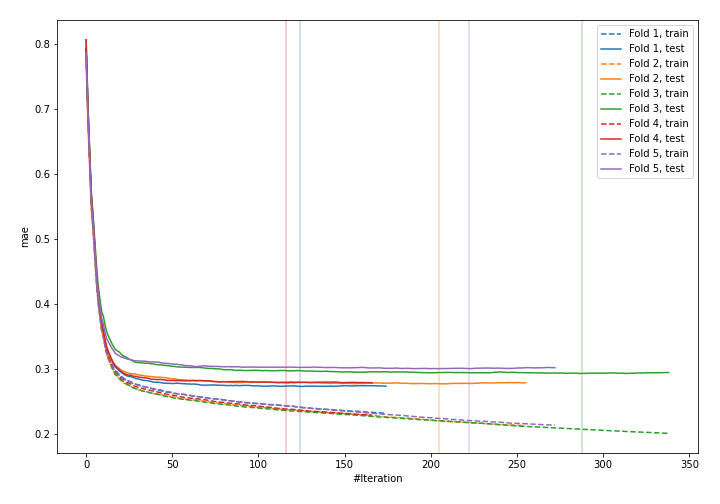 0.8
0.7
0.6
0.5
0.4
0.3
0.2
mae
0
50
100
150
200
250
300
350
#Iteration
Fold 1, train
Fold 1, test
Fold 2, train
Fold 2, test
Fold 3, train
Fold 3, test
Fold 4, train
Fold 4, test
Fold 5, train
Fold 5, test